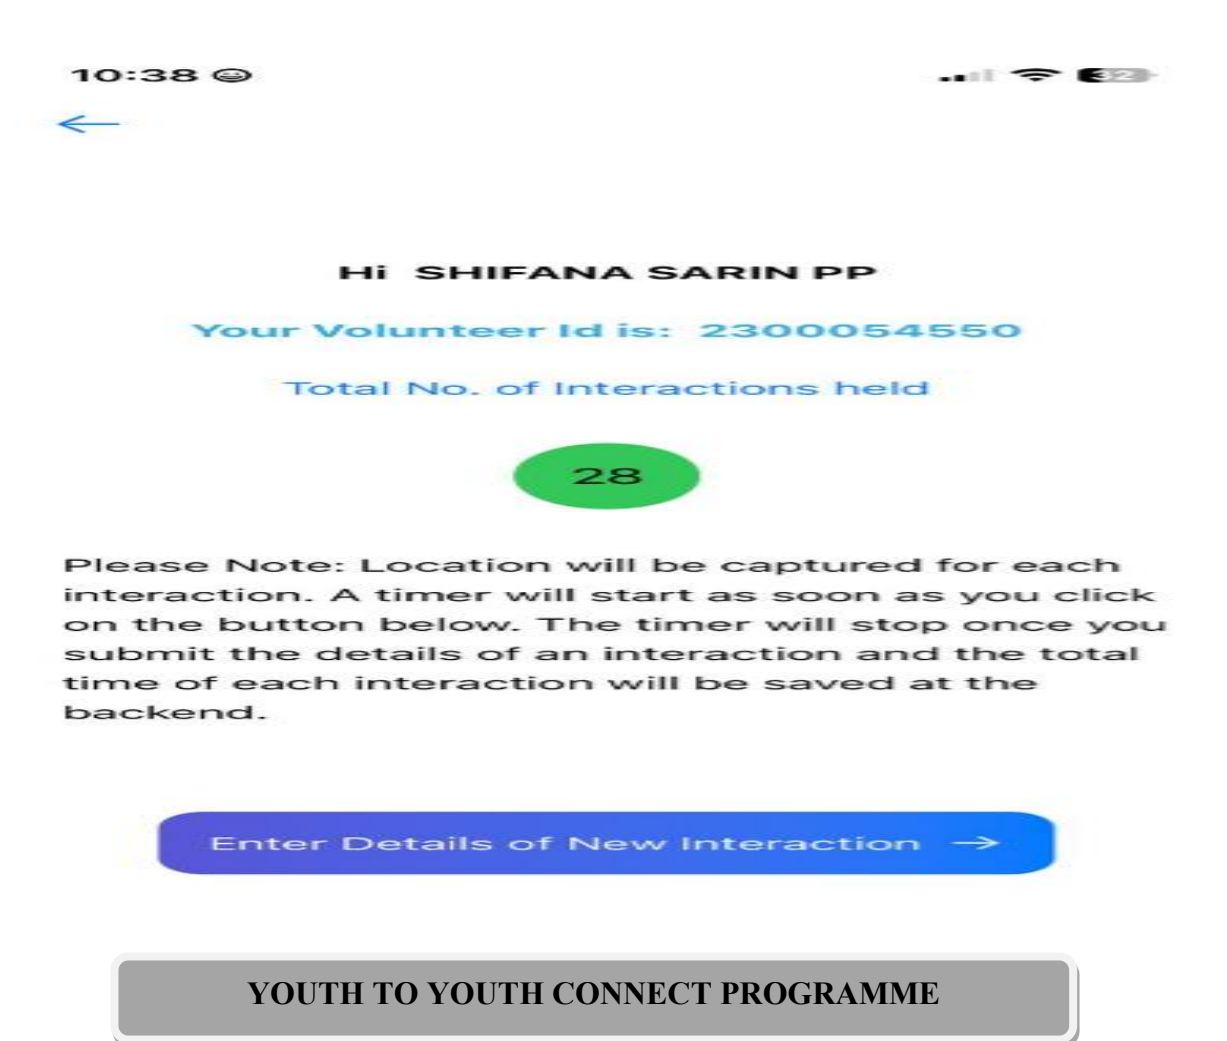 10:38
32
Hi SHIFANA SARIN PP
Your Volunteer Id is: 2300054550
Total No. of Interactions held
28
Please Note: Location will be captured for each
interaction. A timer will start as soon as you click
on the button below. The timer will stop once you
submit the details of an interaction and the total
time of each interaction will be saved at the
backend.
Enter Details of New Interaction →
YOUTH TO YOUTH CONNECT PROGRAMME